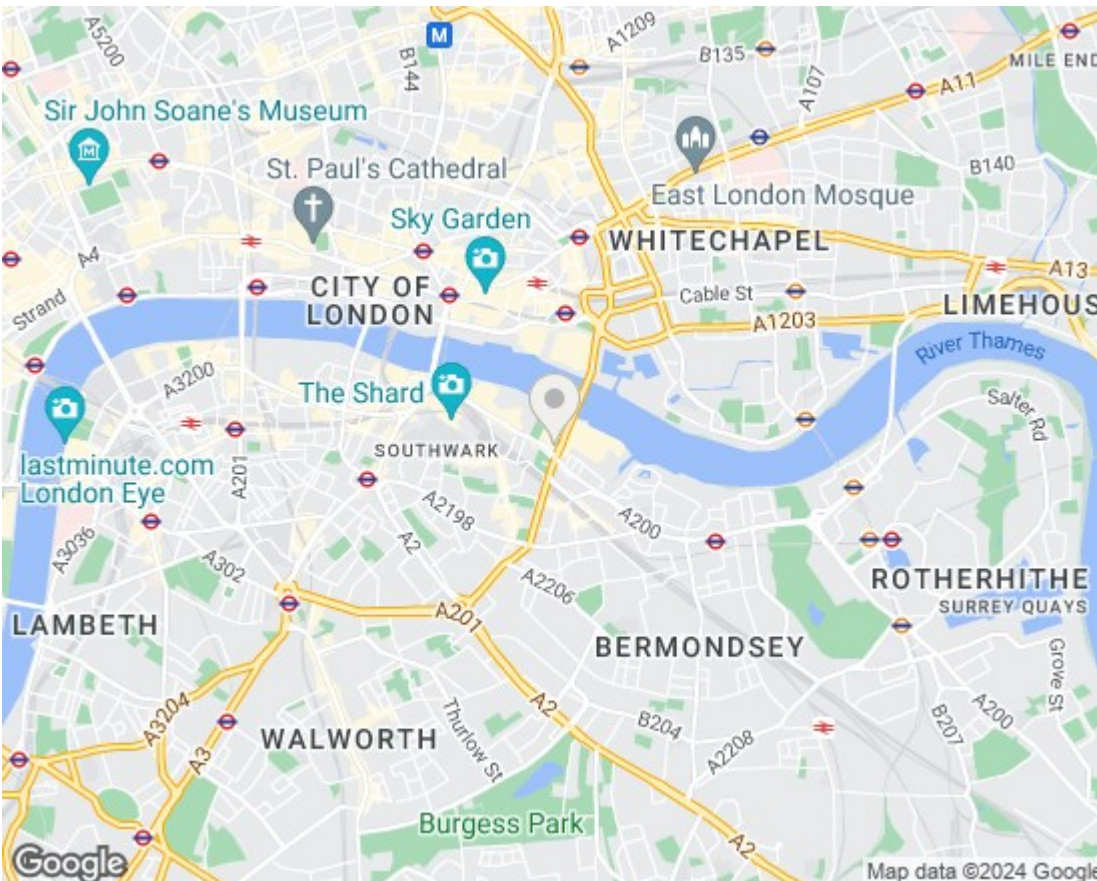 A5200
M
B144
A1209
B135
A107
A11
MILE END
Sir John Soane's Museum
M
St. Paul's Cathedral
B140
East London Mosque
Sky Garden
WHITECHAPEL
A4
CITY OF
LONDON
Cable St
A13
Strand
LIMEHOUS
A1203
River Thames
A3200
The Shard
Salter Rd
SOUTHWARK
lastminute.com
London Eye
A201
A2198
A200
A3036
A2
A302
A2206
ROTHERHITHE
SURREY QUAYS
LAMBETH
A201
BERMONDSEY
Grove St
A3204
A2
A200
B204
B207
WALWORTH
Thurlow St
A3
A2208
Burgess Park
A2
Google
Map data ©2024 Google